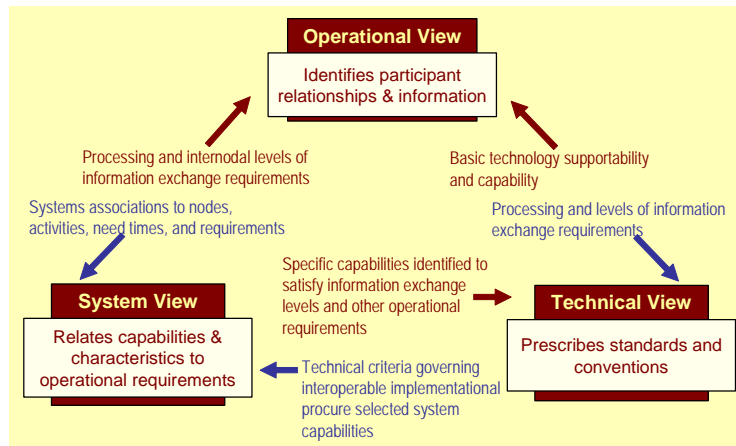 Operational View
Identifies participant
relationships & information
Processing and internodal levels of
information exchange requirements
Basic technology supportability
and capability
Systems associations to nodes,
activities, need times, and requirements
Processing and levels of information
exchange requirements
Specific capabilities identified to
satisfy information exchange
levels and other operational
requirements
System View
Relates capabilities &
characteristics to
operational requirements
Technical View
Prescribes standards and
conventions
Technical criteria governing
interoperable implementational
procure selected system
capabilities